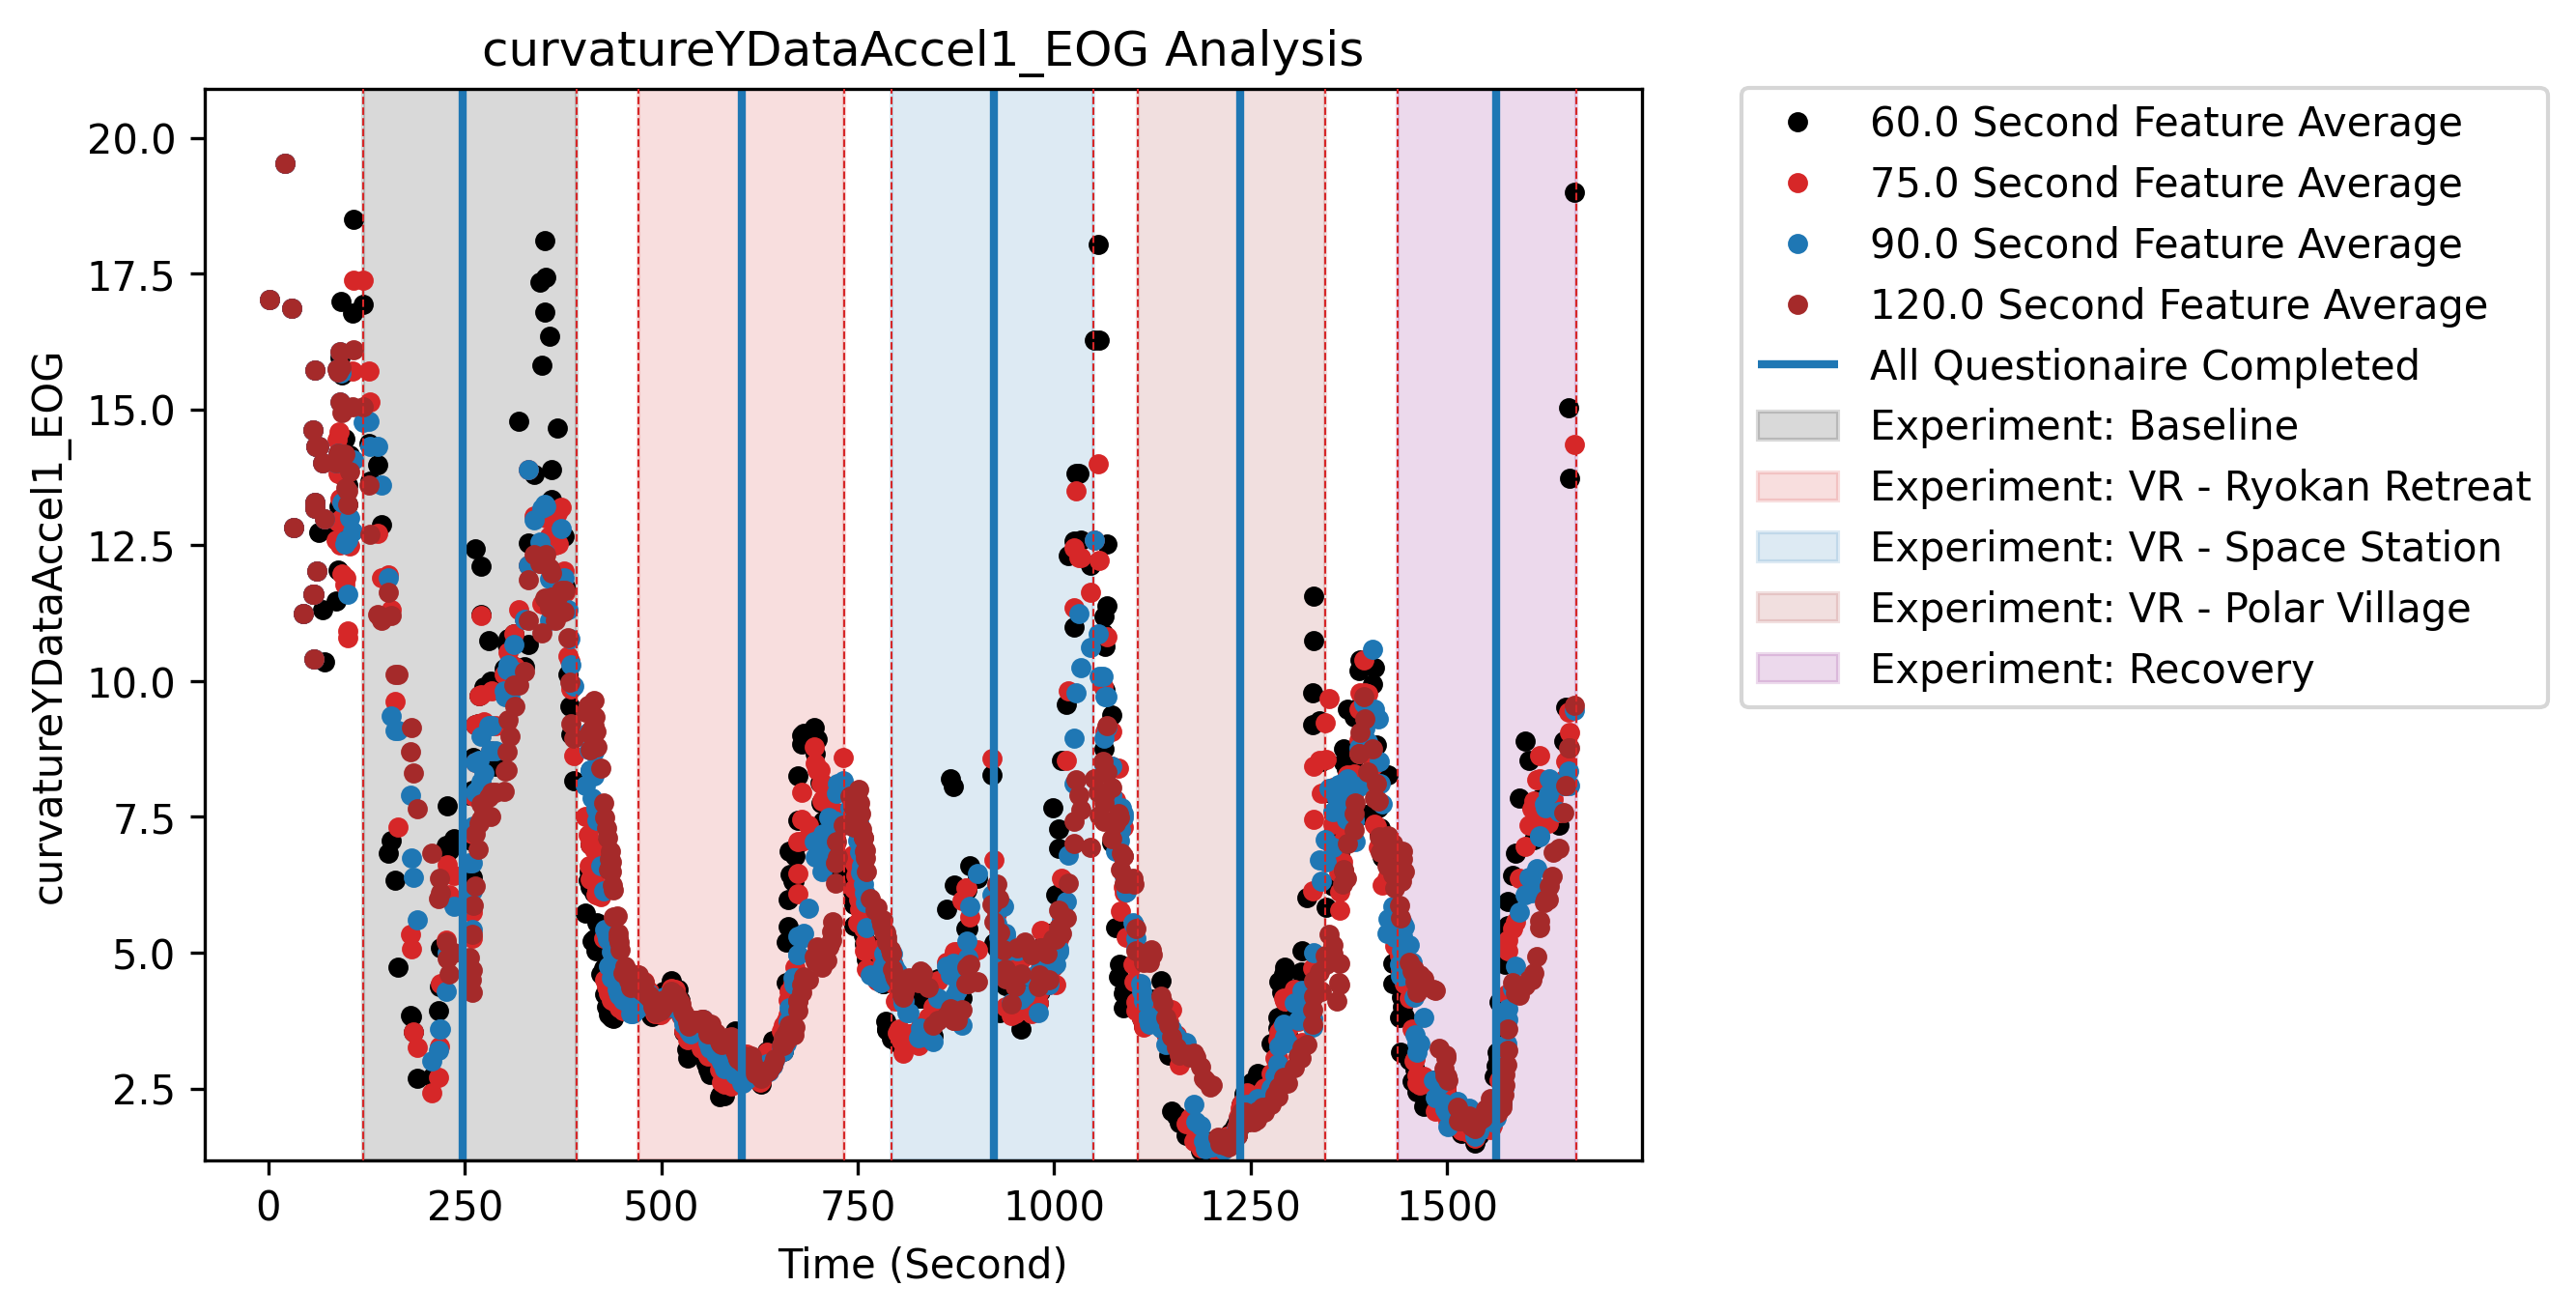 curvatureYDataAccel1_EOG Analysis
curvatureYDataAccel1_EOG
20.0
17.5
15.0
12.5
10.0
7.5
5.0
2.5
0
250
500
750
1000
1250
1500
Time (Second)
60.0 Second Feature Average
75.0 Second Feature Average
90.0 Second Feature Average
120.0 Second Feature Average
All Questionaire Completed
Experiment: Baseline
Experiment: VR - Ryokan Retreat
Experiment: VR - Space Station
Experiment: VR - Polar Village
Experiment: Recovery